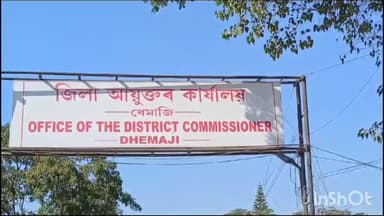 জিলা আয়ুক্তৰ কাৰ্যালয়
ধেমাজি
OFFICE OF THE DISTRICT COMMISSIONER
DHEMAJI
InShOt